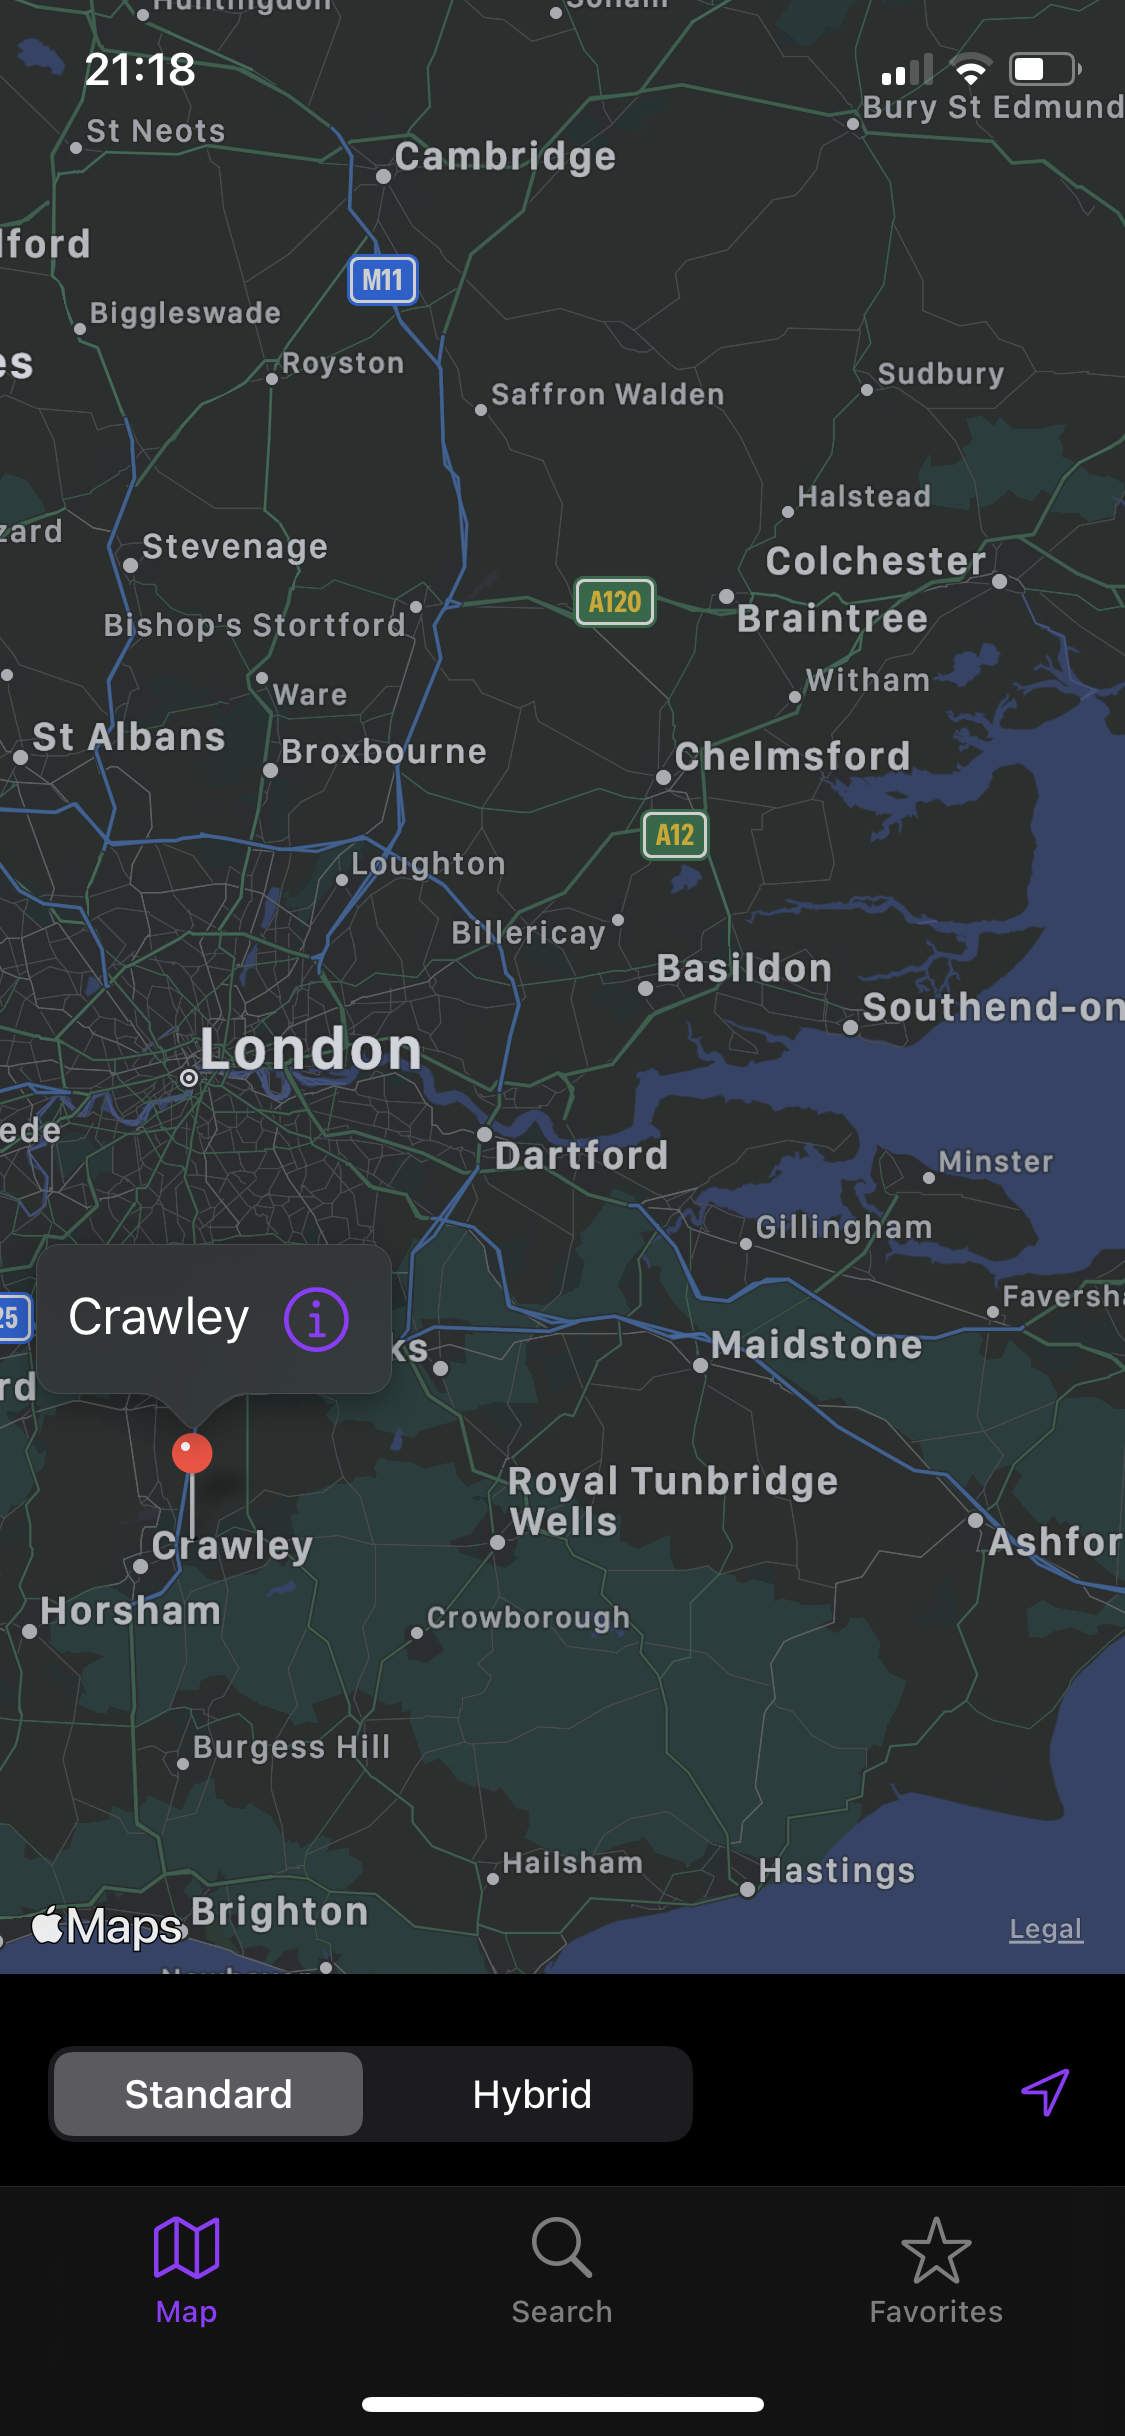 Huntingdon
Soham
21:18
Bury St Edmund
St Neots
Cambridge
lford
M11
Biggleswade
es
Royston
Saffron Walden
Sudbury
zard
Halstead
Stevenage
Colchester
A120
Braintree
Bishop's Stortford
Witham
Ware
St Albans
Broxbourne
Chelmsford
A12
Loughton
Billericay
Basildon
Southend-on
London
ede
Dartford
Minster
Gillingham
Faversha
25
Crawley
ks
Maidstone
rd
Royal Tunbridge
Wells
Crawley
Ashfor
Horsham
Crowborough
Burgess Hill
Hailsham
Hastings
Maps
Brighton
Legal
Newhaven
Standard
Hybrid
Map
Search
Favorites